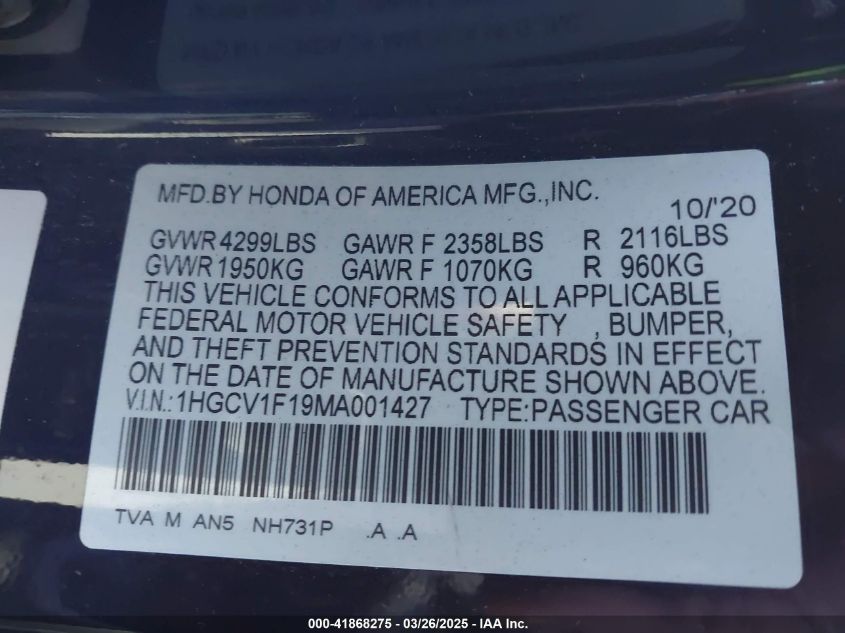 MFD.BY HONDA OF AMERICA MFG.,INC.
10/'20
GVWR 4299LBS GAWR F 2358LBS R 2116LBS
GVWR 1950KG GAWR F 1070KG R 960KG
THIS VEHICLE CONFORMS TO ALL APPLICABLE
FEDERAL MOTOR VEHICLE SAFETY , BUMPER,
AND THEFT PREVENTION STANDARDS IN EFFECT
ON THE DATE OF MANUFACTURE SHOWN ABOVE.
V.I.N.:1HGCV1F19MA001427 TYPE:PASSENGER CAR
TVA M AN5 NH731P .A .A
000-41868275 - 03/26/2025 - IAA Inc.